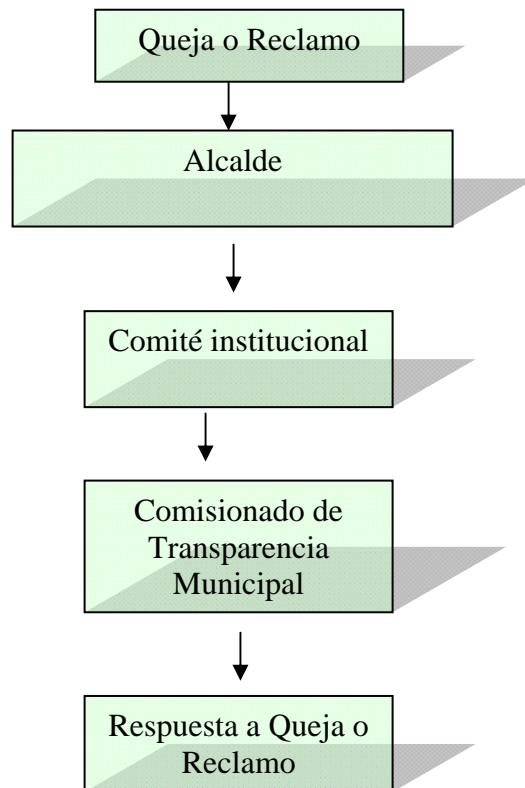 Queja o Reclamo
Alcalde
Comité institucional
Comisionado de
Transparencia
Municipal
Respuesta a Queja o
Reclamo